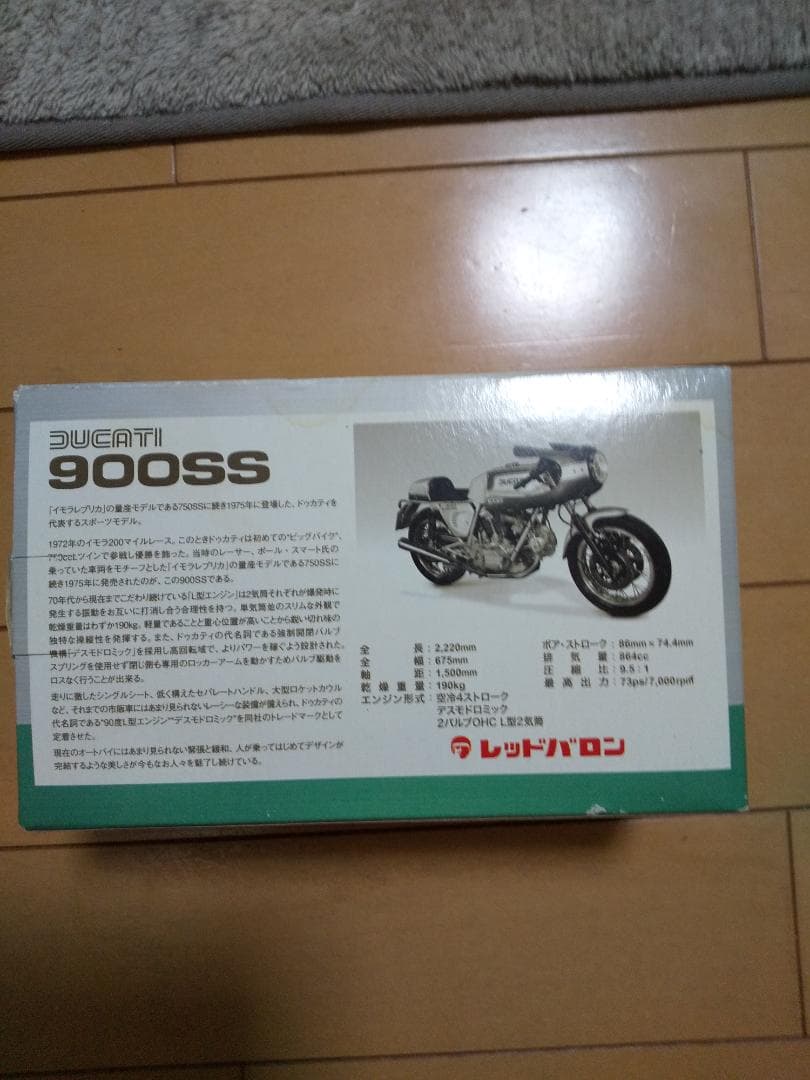 DUCATI
900SS
「イモラレプリカ」の量産モデルである750SSに続き1975年に登場した、ドゥカティを
代表するスポーツモデル。
1972年のイモラ200マイルレース。このときドゥカティは初めての"ビッグバイク"、
750ccLツインで参戦し優勝を飾った。当時のレーサー、ポール・スマート氏の
乗っていた車両をモチーフとした「イモラレプリカ」の量産モデルである750SSに
続き1975年に発売されたのが、この900SSである。
70年代から現在までこだわり続けている「L型エンジン」は2気筒それぞれが爆発時に
発生する振動をお互いに打消し合う合理性を持つ。単気筒並のスリムな外観で
乾燥重量はわずか190kg。軽量であることと重心位置が高いことから鋭い切れ味の
独特な操縦性を発揮する。また、ドゥカティの代名詞である強制開閉バルブ
機構「デスモドロミック」を採用し高回転域で、よりパワーを稼ぐよう設計された。
スプリングを使用せず閉じ側も専用のロッカーアームを動かすためバルブ駆動を
ロスなく行うことが出来る。
走りに徹したシングルシート、低く構えたセパレートハンドル、大型ロケットカウル
など、それまでの市販車にはあまり見られないレーシーな装備が備えられ、ドゥカティの
代名詞である"90度L型エンジン""デスモドロミック"を同社のトレードマークとして
定着させた。
現在のオートバイにはあまり見られない緊張と緩和、人が乗ってはじめてデザインが
完結するような美しさが今もなお人々を魅了し続けている。
DUCATI
全長：2,220mm
全幅：675mm
軸距：1,500mm
乾燥重量：190kg
エンジン形式：空冷4ストローク
デスモドロミック
2バルブOHC L型2気筒
ボア・ストローク：86mm×74.4mm
排気量：864cc
圧縮比：9.5：1
最高出力：73ps/7,000rpm
レッドバロン